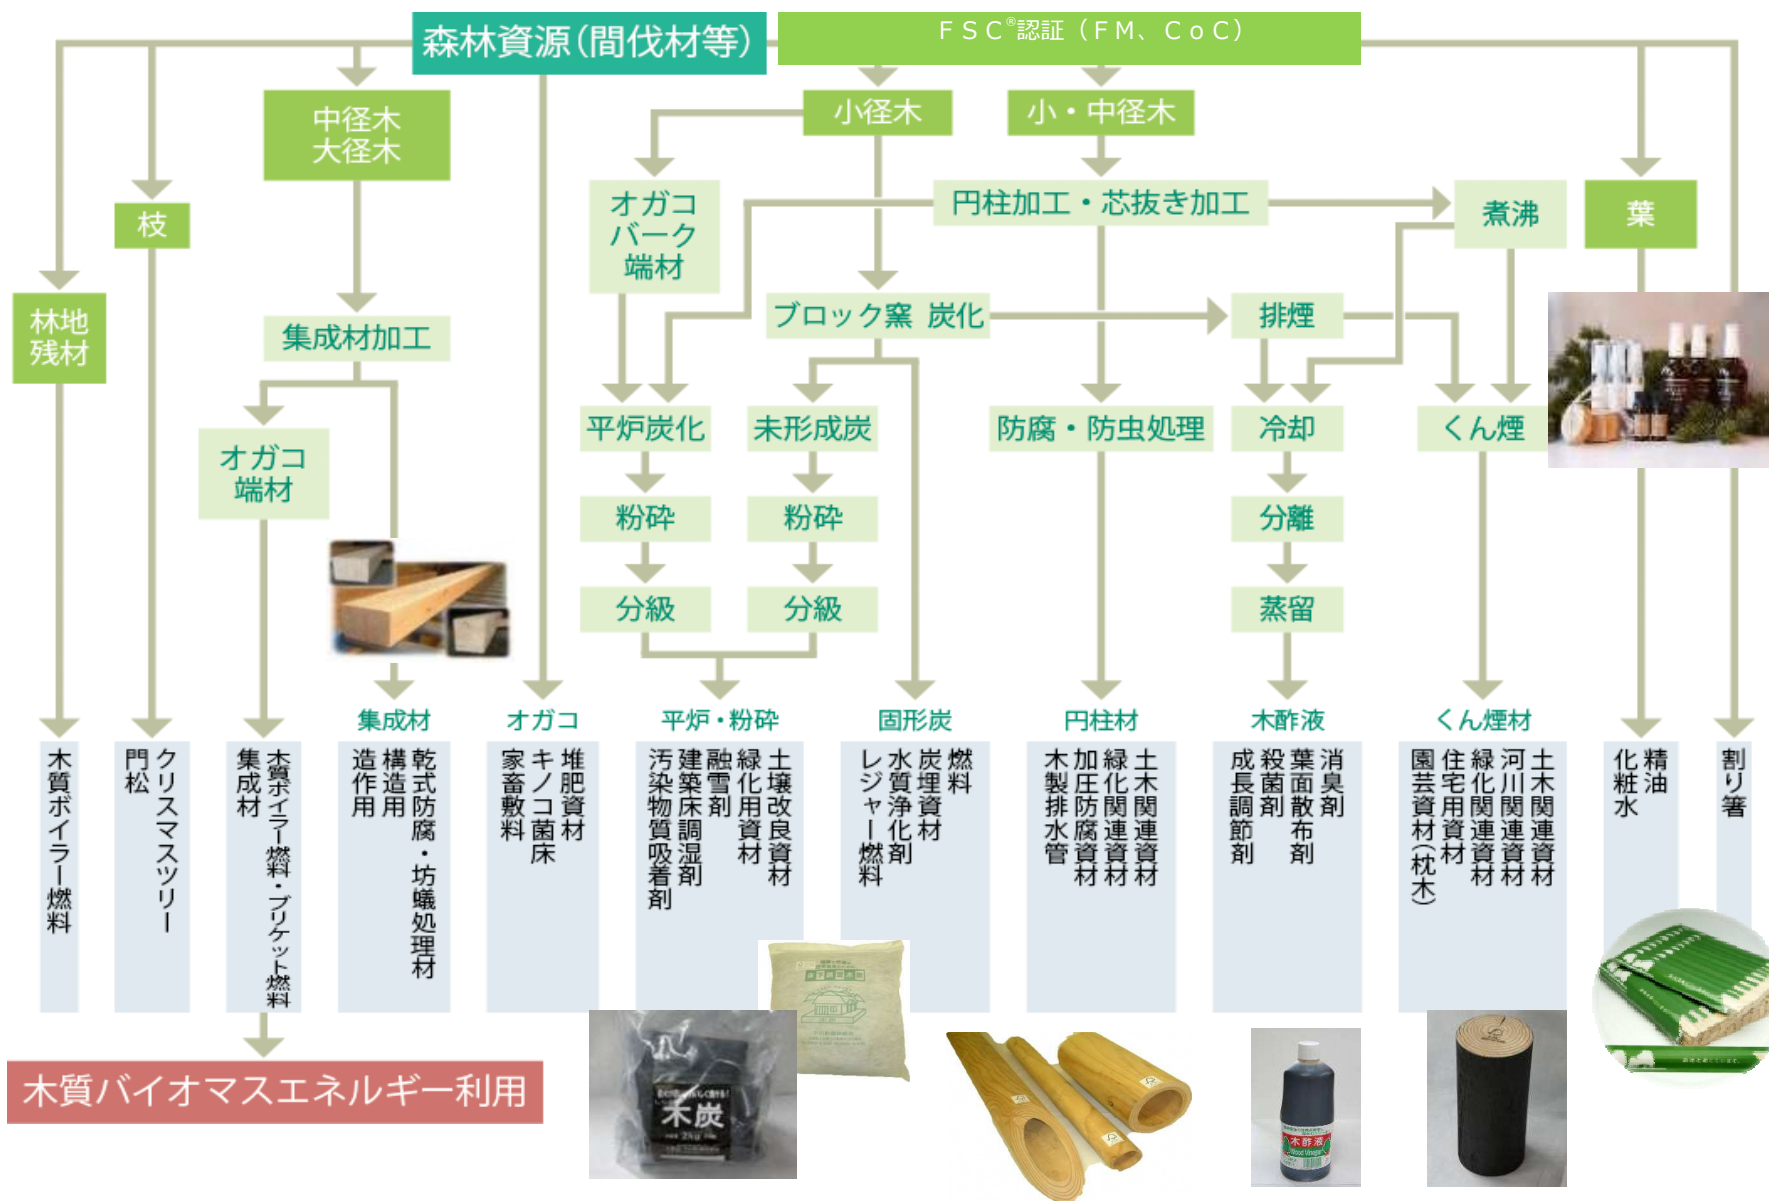 森林資源（間伐材等）
ＦＳＣ®認証（ＦＭ、ＣｏＣ）
中径木
大径木
小径木
小・中径木
枝
オガコ
バーク
端材
円柱加工・芯抜き加工
煮沸
葉
林地
残材
集成材加工
ブロック窯 炭化
排煙
オガコ
端材
平炉炭化
未形成炭
防腐・防虫処理
冷却
くん煙
粉砕
粉砕
分離
分級
分級
蒸留
木質ボイラー燃料
クリスマスツリー
門松
木質ボイラー燃料・ブリケット燃料
集成材
集成材
乾式防腐・坊蟻処理材
構造用
造作用
オガコ
堆肥資材
キノコ菌床
家畜敷料
平炉・粉砕
土壌改良資材
緑化用資材
融雪剤
建築床調湿剤
汚染物質吸着剤
固形炭
燃料
炭埋資材
水質浄化剤
レジャー燃料
円柱材
土木関連資材
緑化関連資材
加圧防腐資材
木製排水管
木酢液
消臭剤
葉面散布剤
殺菌剤
成長調節剤
くん煙材
土木関連資材
河川関連資材
緑化関連資材
住宅用資材
園芸資材（枕木）
精油
化粧水
割り箸
木質バイオマスエネルギー利用
木炭
2kg
木酢液
Wood Vinegar